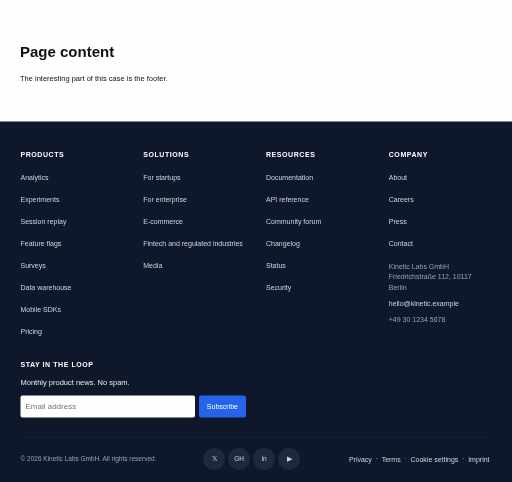 Page content
The interesting part of this case is the footer.
PRODUCTS
Analytics
Experiments
Session replay
Feature flags
Surveys
Data warehouse
Mobile SDKs
Pricing
SOLUTIONS
For startups
For enterprise
E-commerce
Fintech and regulated industries
Media
RESOURCES
Documentation
API reference
Community forum
Changelog
Status
Security
COMPANY
About
Careers
Press
Contact
Kinetic Labs GmbH
Friedrichstraße 112, 10117
Berlin
hello@kinetic.example
+49 30 1234 5678
STAY IN THE LOOP
Monthly product news. No spam.
Email address
Subscribe
© 2026 Kinetic Labs GmbH. All rights reserved.
𝕏 GH in ▶
Privacy · Terms · Cookie settings · Imprint